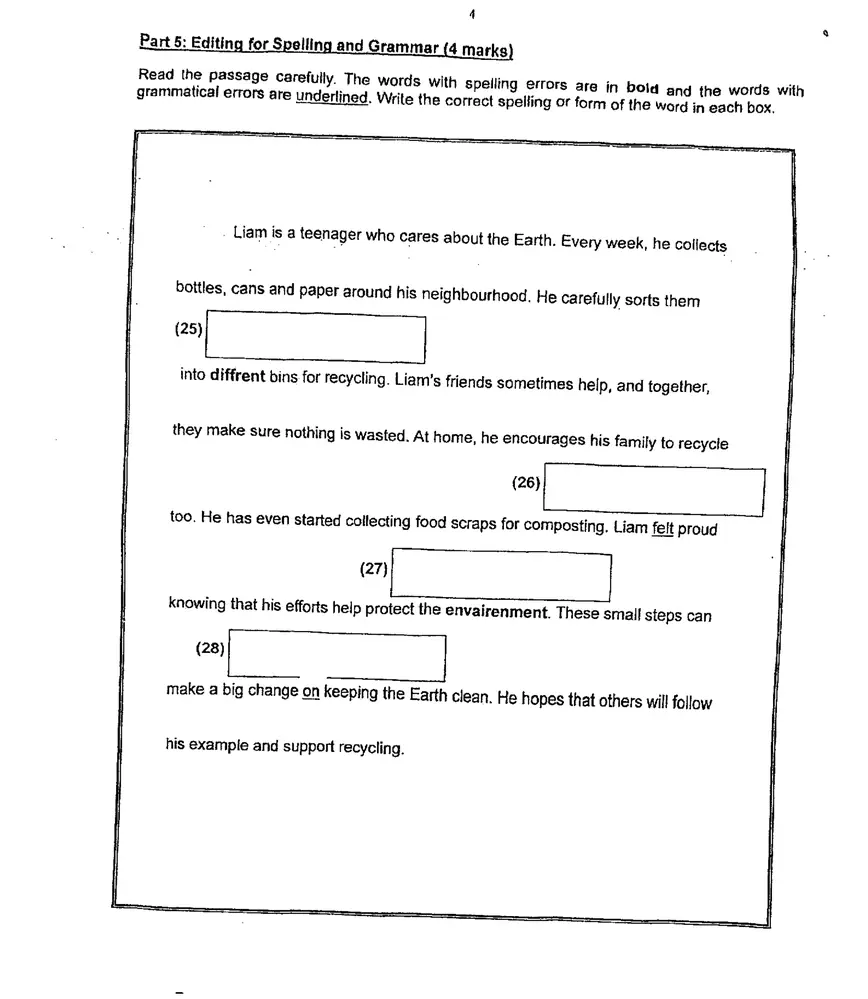 4
Part 5: Editing for Spelling and Grammar (4 marks)
Read the passage carefully. The words with spelling errors are in bold and the words with
grammatical errors are underlined. Write the correct spelling or form of the word in each box.
Liam is a teenager who cares about the Earth. Every week, he collects
bottles, cans and paper around his neighbourhood. He carefully sorts them
(25)
into diffrent bins for recycling. Liam's friends sometimes help, and together,
they make sure nothing is wasted. At home, he encourages his family to recycle
(26)
too. He has even started collecting food scraps for composting. Liam felt proud
(27)
knowing that his efforts help protect the envairenment. These small steps can
(28)
make a big change on keeping the Earth clean. He hopes that others will follow
his example and support recycling.